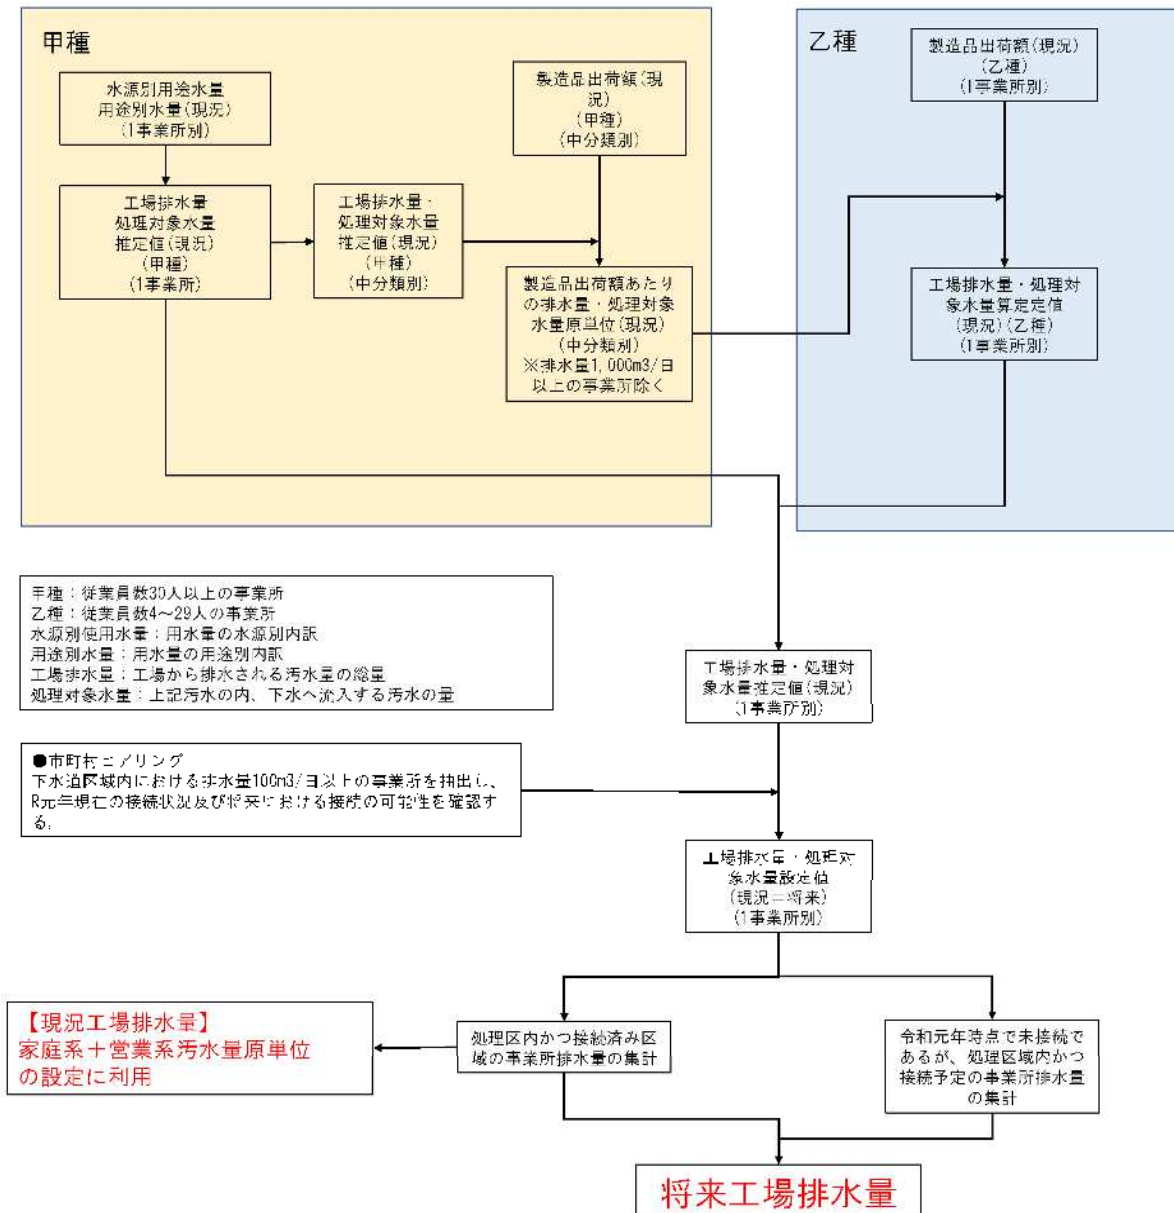 甲種
水源別用途水量
用途別水量(現況)
(1事業所別)
工場排水量
処理対象水量
推定値(現況)
(甲種)
(1事業所)
工場排水量・
処理対象水量
推定値(現況)
(甲種)
(中分類別)
製造品出荷額(現
況)
(甲種)
(中分類別)
製造品出荷額あたり
の排水量・処理対象
水量原単位(現況)
(中分類別)
※排水量1,000m3/日
以上の事業所除く
乙種
製造品出荷額(現況)
(乙種)
(1事業所別)
工場排水量・処理対
象水量算定定値
(現況)(乙種)
(1事業所別)
甲種：従業員数30人以上の事業所
乙種：従業員数4～29人の事業所
水源別使用水量：用水量の水源別内訳
用途別水量：用水量の用途別内訳
工場排水量：工場から排水される汚水量の総量
処理対象水量：上記汚水の内、下水へ流入する汚水の量
工場排水量・処理対
象水量推定値(現況)
(1事業所別)
●市町村ヒアリング
下水道区域内における排水量100m3/日以上の事業所を抽出し、
R元年現在の接続状況及び将来における接続の可能性を確認す
る。
工場排水量・処理対
象水量設定値
(現況＝将来)
(1事業所別)
【現況工場排水量】
家庭系＋営業系汚水量原単位
の設定に利用
処理区内かつ接続済み区
域の事業所排水量の集計
令和元年時点で未接続で
あるが、処理区域内かつ
接続予定の事業所排水量
の集計
将来工場排水量